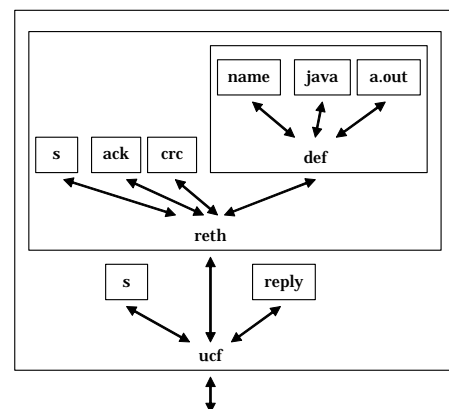 name java a.out
def
s ack crc
reth
s reply
ucf